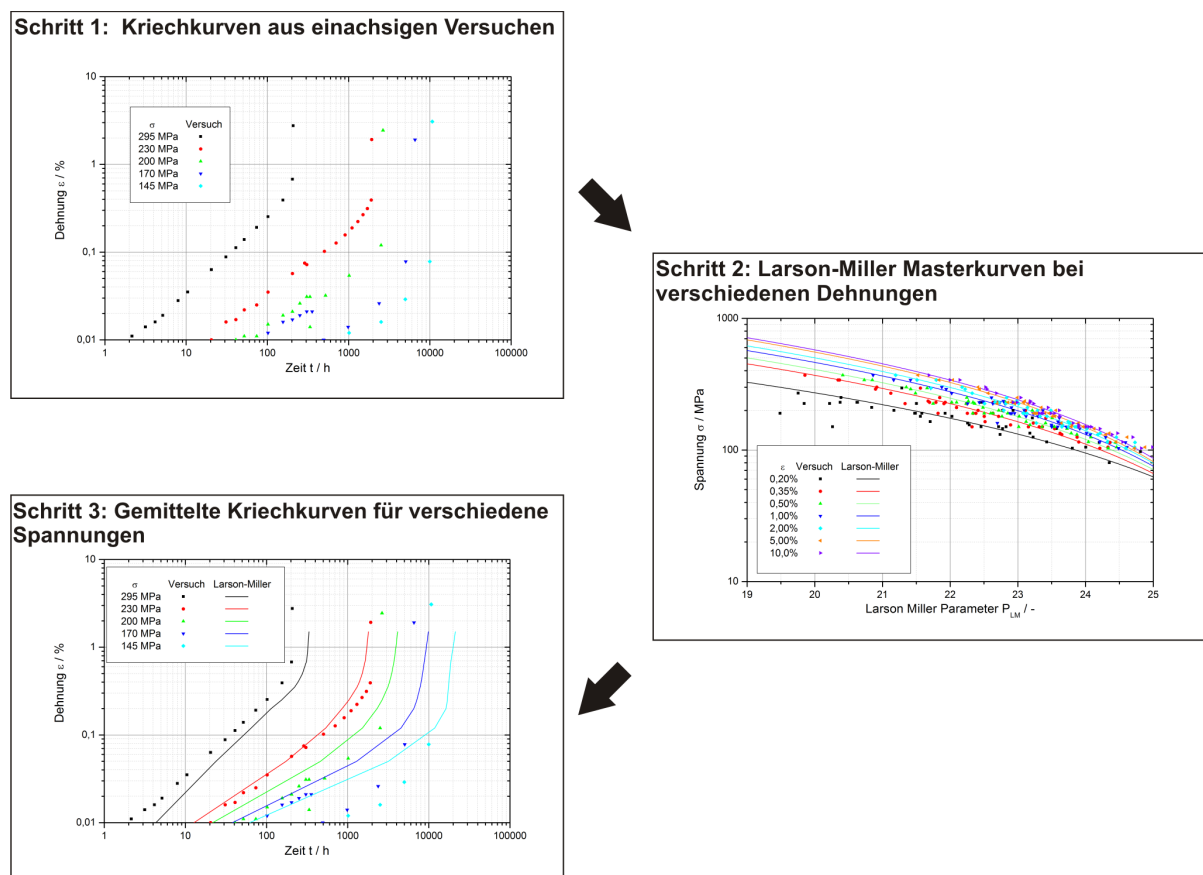 Schritt 1:  Kriechkurven aus einachsigen Versuchen
10
1
0,1
0,01
Dehnung ε / %
σ Versuch
295 MPa
230 MPa
200 MPa
170 MPa
145 MPa
1 10 100 1000 10000 100000
Zeit t / h
Schritt 2: Larson-Miller Masterkurven bei
verschiedenen Dehnungen
1000
100
10
Spannung σ / MPa
ε Versuch Larson-Miller
0,20%
0,35%
0,50%
1,00%
2,00%
5,00%
10,0%
19 20 21 22 23 24 25
Larson Miller Parameter P_LM / -
Schritt 3: Gemittelte Kriechkurven für verschiedene
Spannungen
10
1
0,1
0,01
Dehnung ε / %
σ Versuch Larson-Miller
295 MPa
230 MPa
200 MPa
170 MPa
145 MPa
1 10 100 1000 10000 100000
Zeit t / h